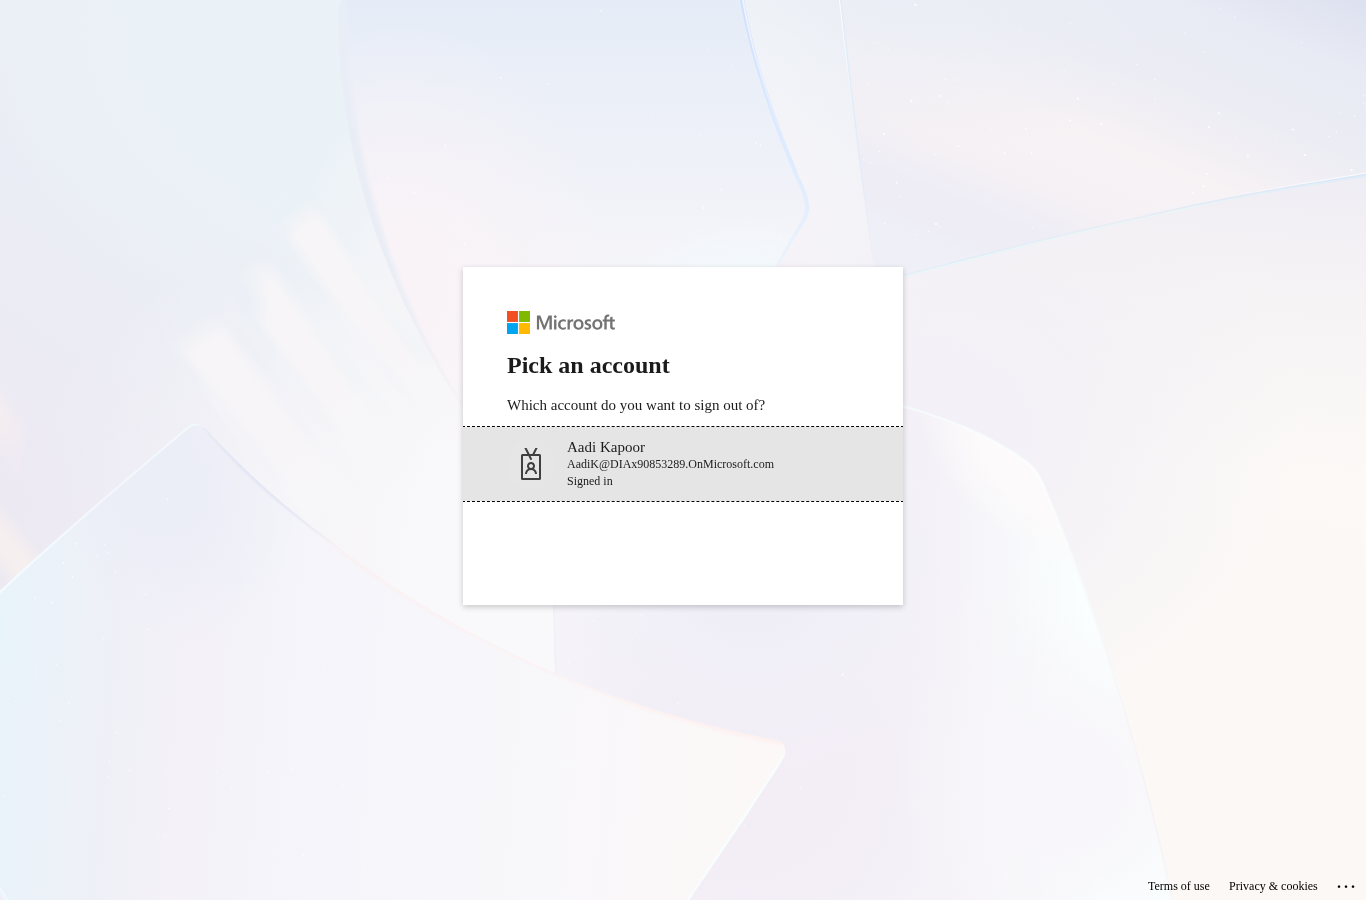 Microsoft
Pick an account
Which account do you want to sign out of?
Aadi Kapoor
AadiK@DIAx90853289.OnMicrosoft.com
Signed in
Terms of use Privacy & cookies